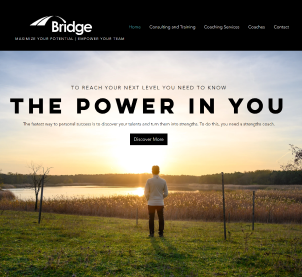 Bridge
MAXIMIZE YOUR POTENTIAL | EMPOWER YOUR TEAM
Home Consulting and Training Coaching Services Coaches Contact
TO REACH YOUR NEXT LEVEL YOU NEED TO KNOW
THE POWER IN YOU
The fastest way to personal success is to discover your talents and turn them into strengths. To do this, you need a strengths coach.
Discover More